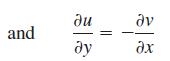 and ∂u/∂y = −∂v/∂x